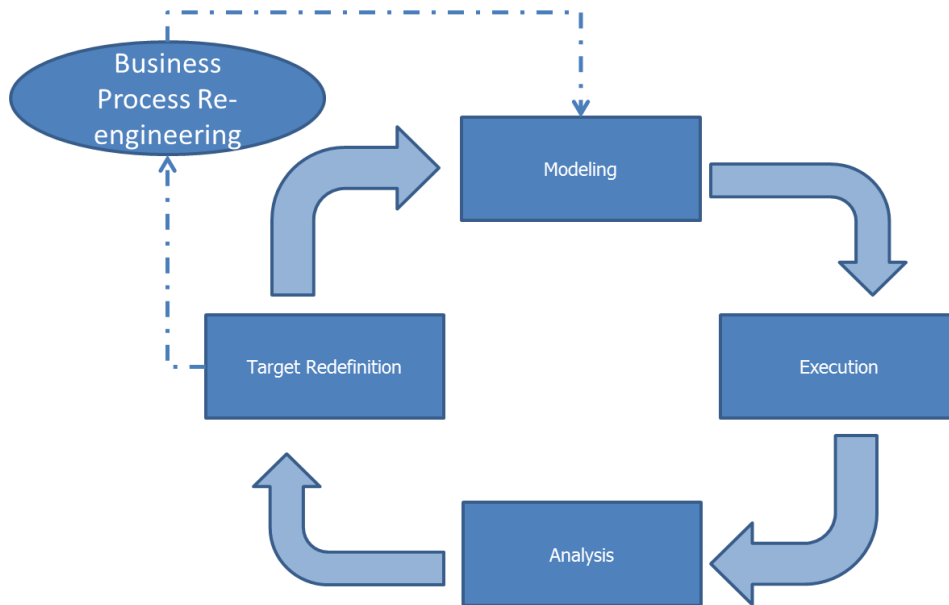 Business
Process Re-
engineering
Modeling
Target Redefinition
Execution
Analysis